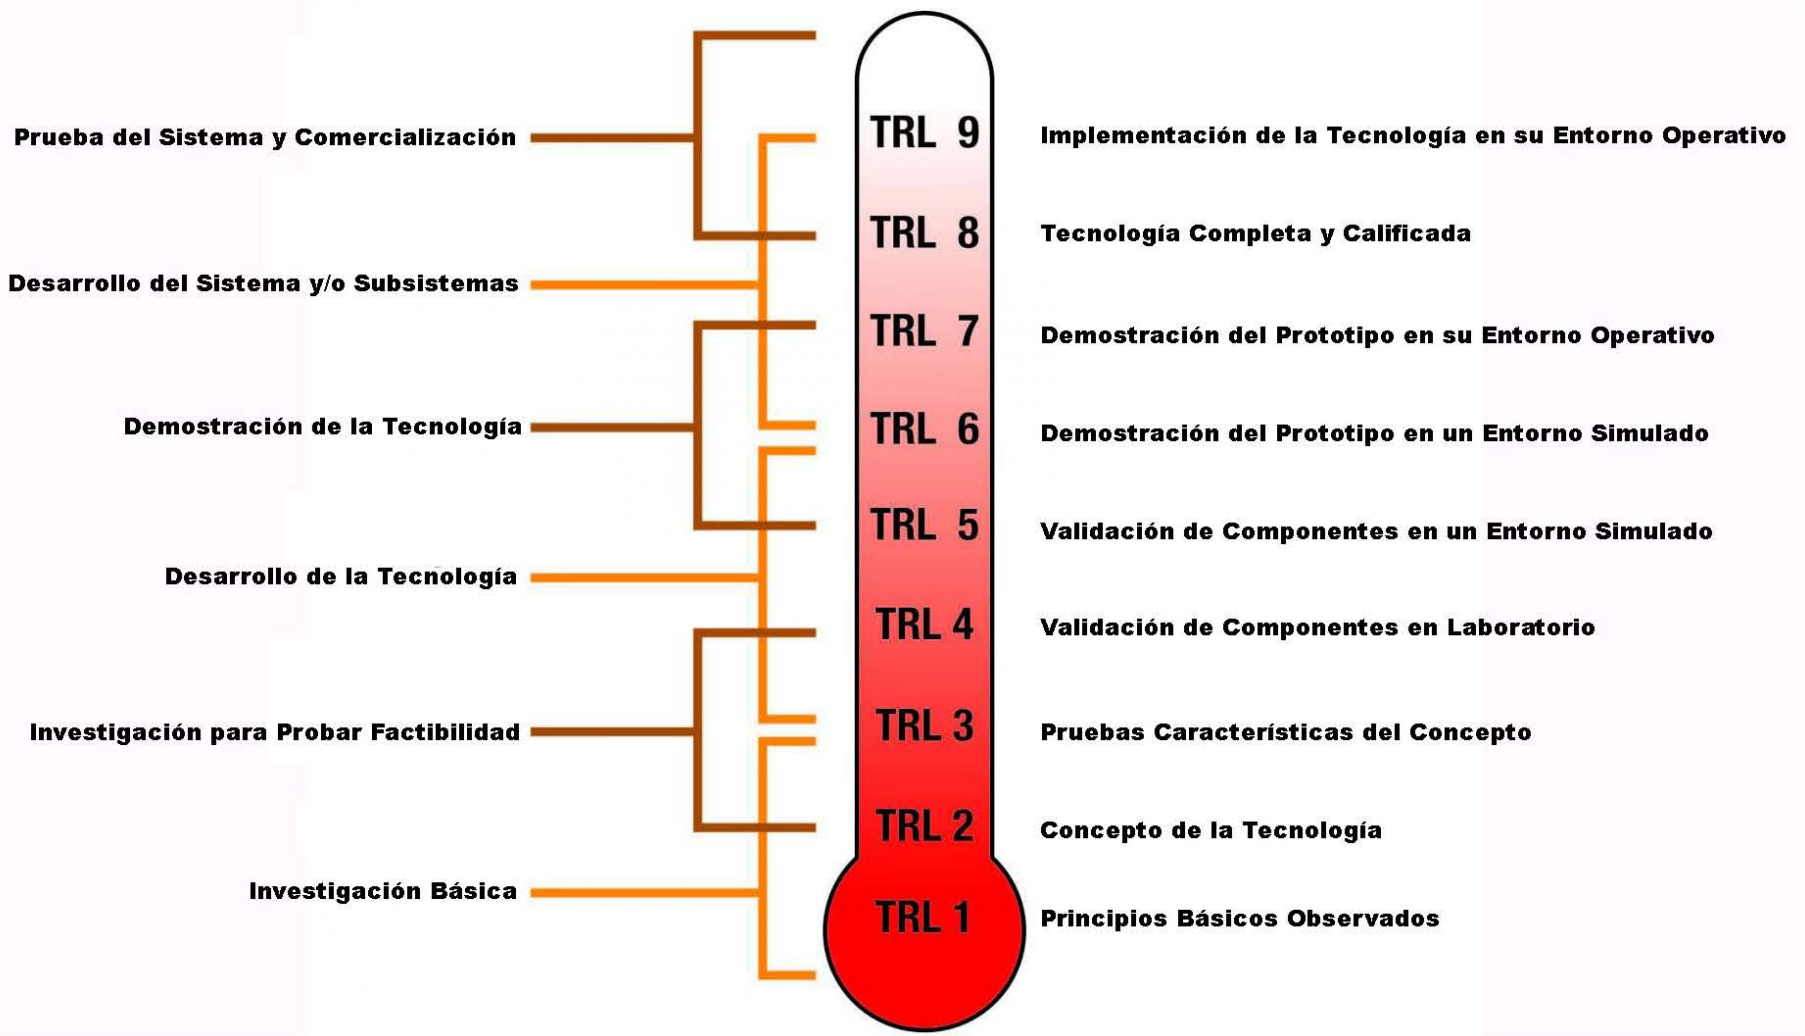 Prueba del Sistema y Comercialización
Desarrollo del Sistema y/o Subsistemas
Demostración de la Tecnología
Desarrollo de la Tecnología
Investigación para Probar Factibilidad
Investigación Básica
TRL 9
TRL 8
TRL 7
TRL 6
TRL 5
TRL 4
TRL 3
TRL 2
TRL 1
Implementación de la Tecnología en su Entorno Operativo
Tecnología Completa y Calificada
Demostración del Prototipo en su Entorno Operativo
Demostración del Prototipo en un Entorno Simulado
Validación de Componentes en un Entorno Simulado
Validación de Componentes en Laboratorio
Pruebas Características del Concepto
Concepto de la Tecnología
Principios Básicos Observados